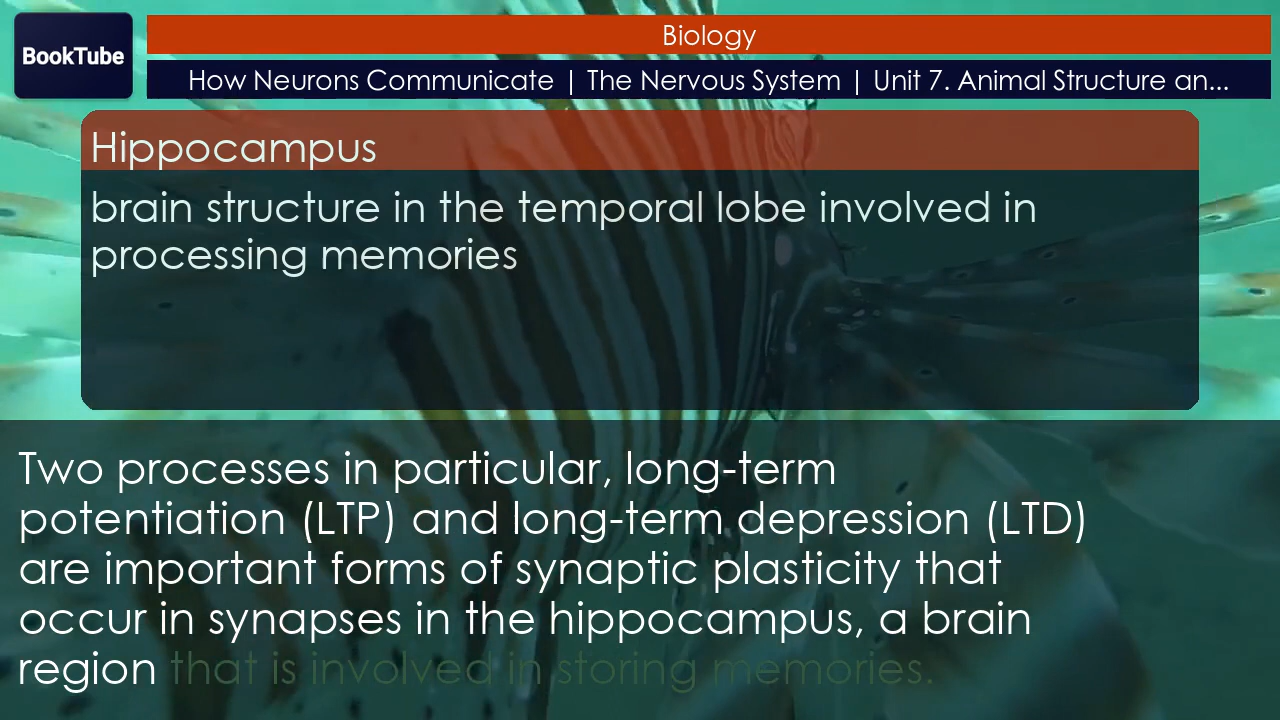 BookTube
Biology
How Neurons Communicate | The Nervous System | Unit 7. Animal Structure an...
Hippocampus
brain structure in the temporal lobe involved in
processing memories
Two processes in particular, long-term
potentiation (LTP) and long-term depression (LTD)
are important forms of synaptic plasticity that
occur in synapses in the hippocampus, a brain
region that is involved in storing memories.